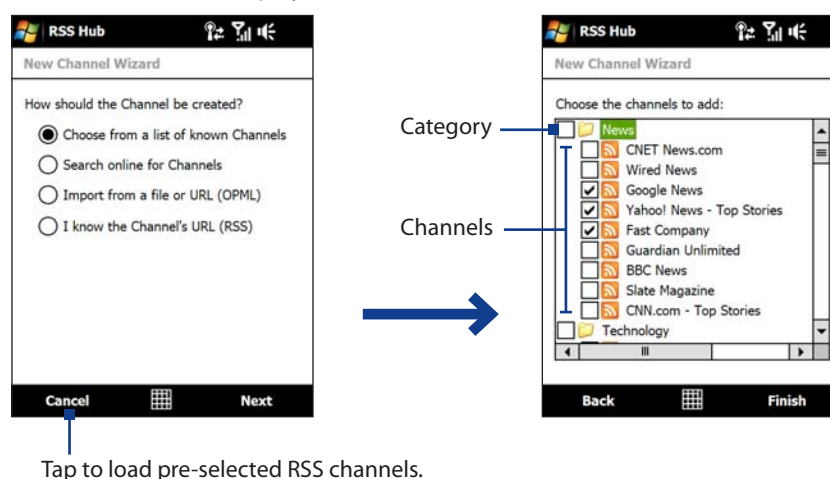 RSS Hub
New Channel Wizard
How should the Channel be created?
Choose from a list of known Channels
Search online for Channels
Import from a file or URL (OPML)
I know the Channel's URL (RSS)
Cancel
Next
Tap to load pre-selected RSS channels.
Category
Channels
RSS Hub
New Channel Wizard
Choose the channels to add:
News
CNET News.com
Wired News
Google News
Yahoo! News - Top Stories
Fast Company
Guardian Unlimited
BBC News
Slate Magazine
CNN.com - Top Stories
Technology
Back
Finish